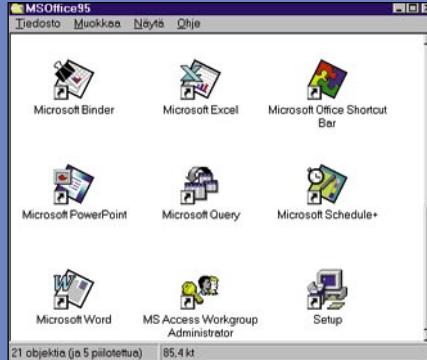 MSOffice95
Tiedosto Muokkaa Näytä Ohje
Microsoft Binder Microsoft Excel Microsoft Office Shortcut
Bar
Microsoft PowerPoint Microsoft Query Microsoft Schedule+
Microsoft Word MS Access Workgroup Setup
Administrator
21 objektia (ja 5 piilotettua) 85,4 kt